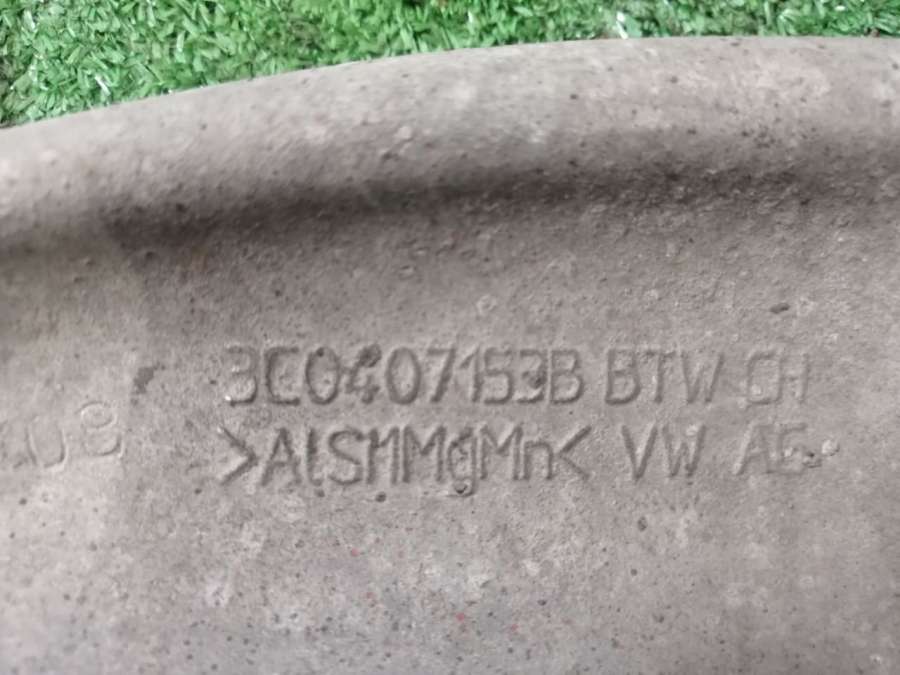 3C0407153B BTW CH
>AlSi1MgMn< VW AG